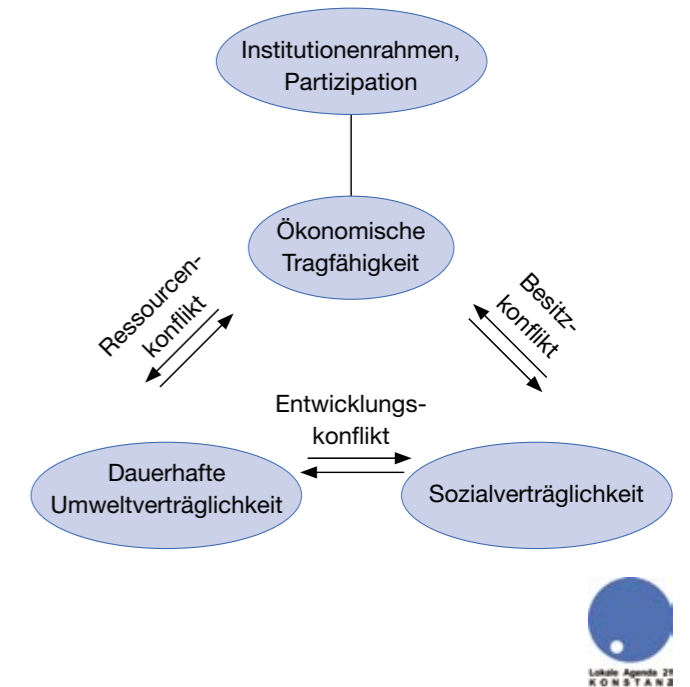 Institutionenrahmen,
Partizipation
Ökonomische
Tragfähigkeit
Ressourcen-
konflikt
Besitz-
konflikt
Entwicklungs-
konflikt
Dauerhafte
Umweltverträglichkeit
Sozialverträglichkeit
Lokale Agenda 21
KONSTANZ